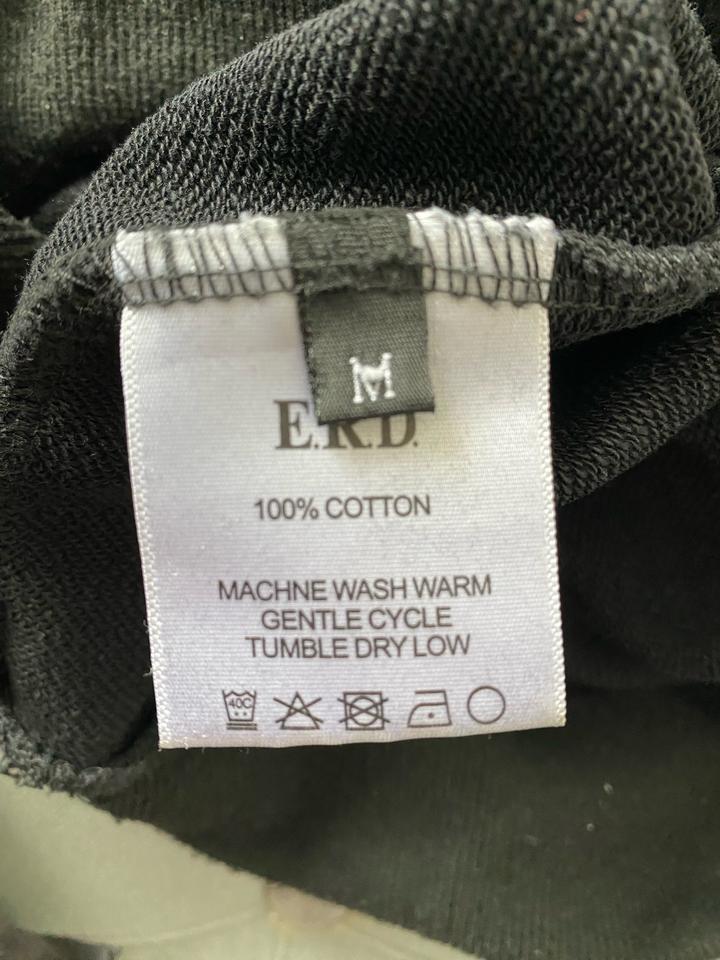 M
E.R.D.
100% COTTON
MACHNE WASH WARM
GENTLE CYCLE
TUMBLE DRY LOW
40C